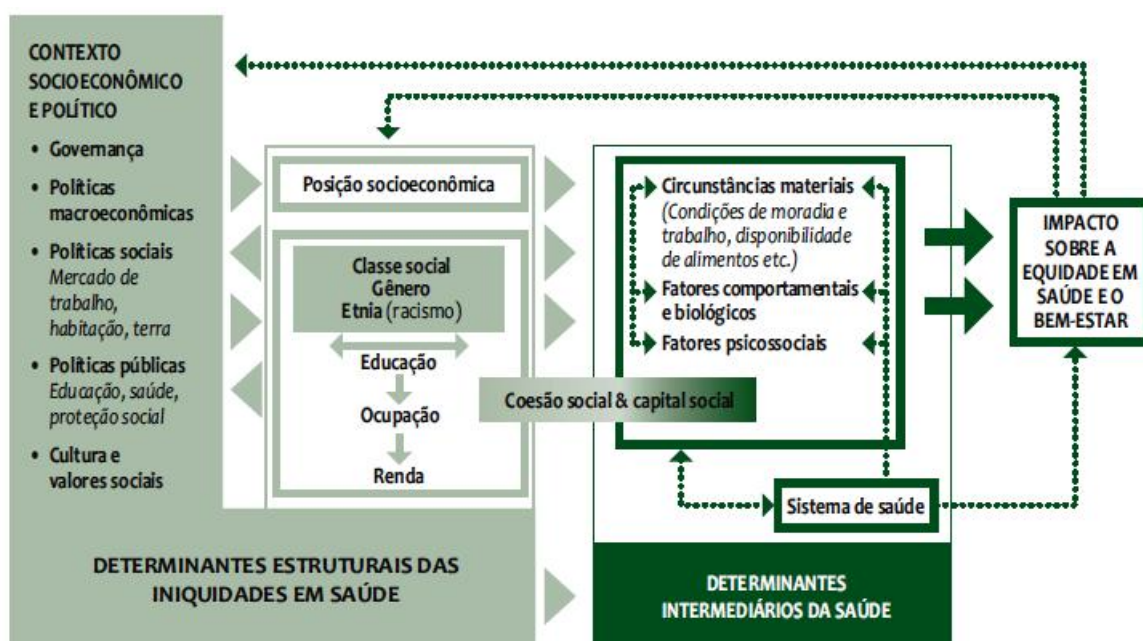 CONTEXTO
SOCIOECONÔMICO
E POLÍTICO
• Governança
• Políticas
macroeconômicas
• Políticas sociais
Mercado de
trabalho,
habitação, terra
• Políticas públicas
Educação, saúde,
proteção social
• Cultura e
valores sociais
Posição socioeconômica
Classe social
Gênero
Etnia (racismo)
Educação
Ocupação
Renda
Coesão social & capital social
Circunstâncias materiais
(Condições de moradia e
trabalho, disponibilidade
de alimentos etc.)
Fatores comportamentais
e biológicos
Fatores psicossociais
Sistema de saúde
IMPACTO
SOBRE A
EQUIDADE EM
SAÚDE E O
BEM-ESTAR
DETERMINANTES ESTRUTURAIS DAS
INIQUIDADES EM SAÚDE
DETERMINANTES
INTERMEDIÁRIOS DA SAÚDE